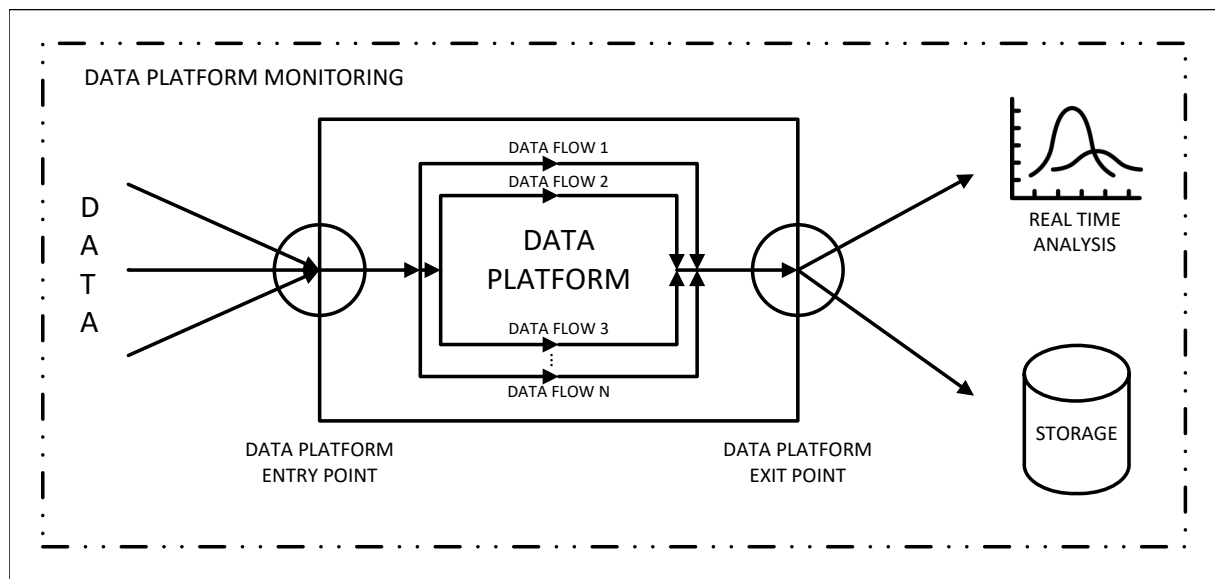 DATA PLATFORM MONITORING
D
A
T
A
DATA FLOW 1
DATA FLOW 2
DATA
PLATFORM
DATA FLOW 3
DATA FLOW N
DATA PLATFORM
ENTRY POINT
DATA PLATFORM
EXIT POINT
REAL TIME
ANALYSIS
STORAGE